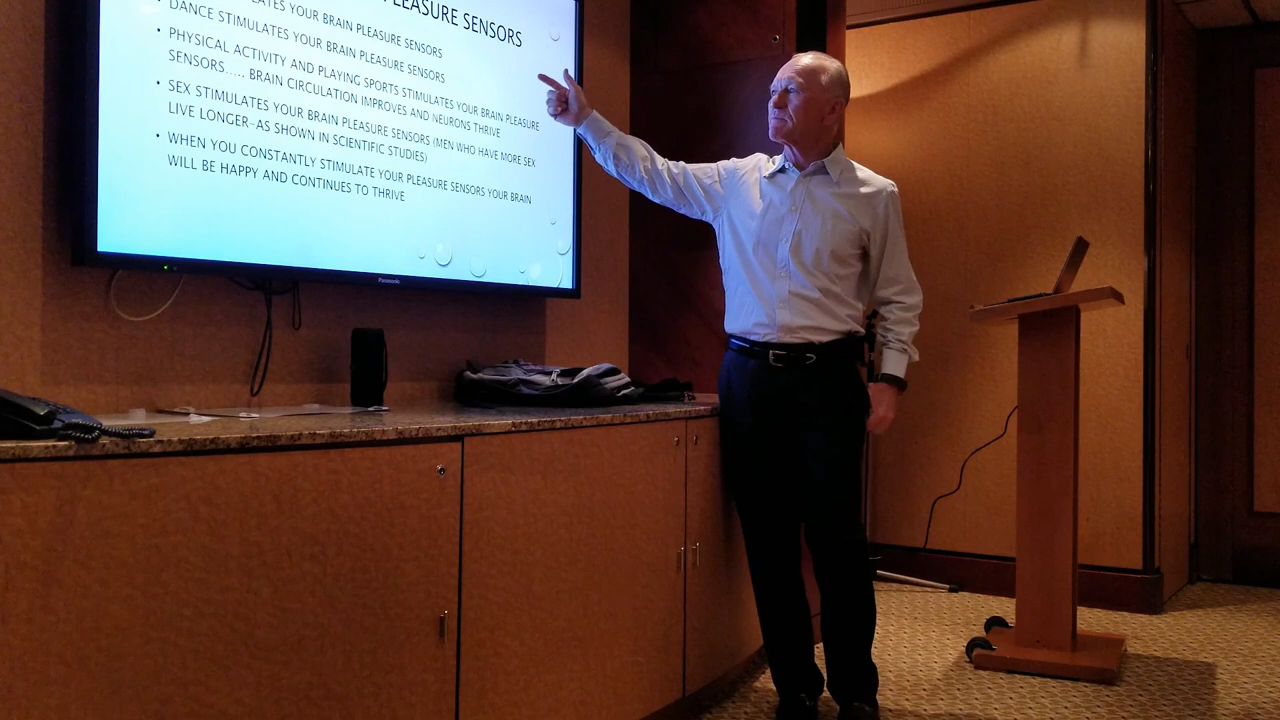 PLEASURE SENSORS
YOUR BRAIN PLEASURE SENSORS
• DANCE STIMULATES YOUR BRAIN PLEASURE SENSORS
• PHYSICAL ACTIVITY AND PLAYING SPORTS STIMULATES YOUR BRAIN PLEASURE
SENSORS..... BRAIN CIRCULATION IMPROVES AND NEURONS THRIVE
• SEX STIMULATES YOUR BRAIN PLEASURE SENSORS (MEN WHO HAVE MORE SEX
LIVE LONGER-AS SHOWN IN SCIENTIFIC STUDIES)
• WHEN YOU CONSTANTLY STIMULATE YOUR PLEASURE SENSORS YOUR BRAIN
WILL BE HAPPY AND CONTINUES TO THRIVE
Panasonic